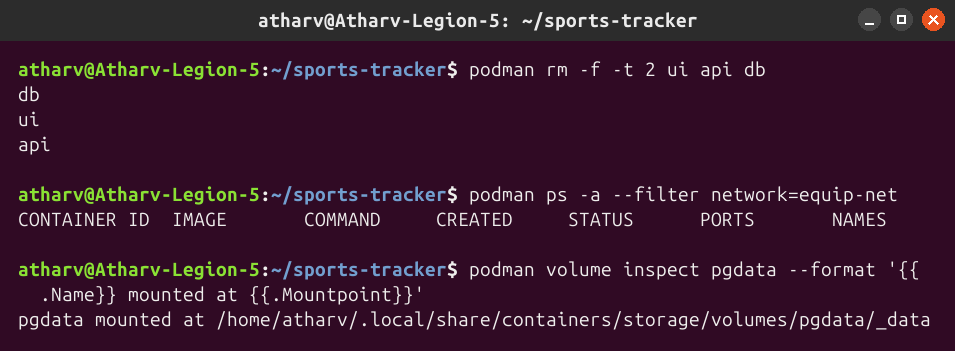 atharv@Atharv-Legion-5: ~/sports-tracker
atharv@Atharv-Legion-5:~/sports-tracker$ podman rm -f -t 2 ui api db
db
ui
api
atharv@Atharv-Legion-5:~/sports-tracker$ podman ps -a --filter network=equip-net
CONTAINER ID  IMAGE       COMMAND     CREATED     STATUS      PORTS       NAMES
atharv@Atharv-Legion-5:~/sports-tracker$ podman volume inspect pgdata --format '{{
  .Name}} mounted at {{.Mountpoint}}'
pgdata mounted at /home/atharv/.local/share/containers/storage/volumes/pgdata/_data